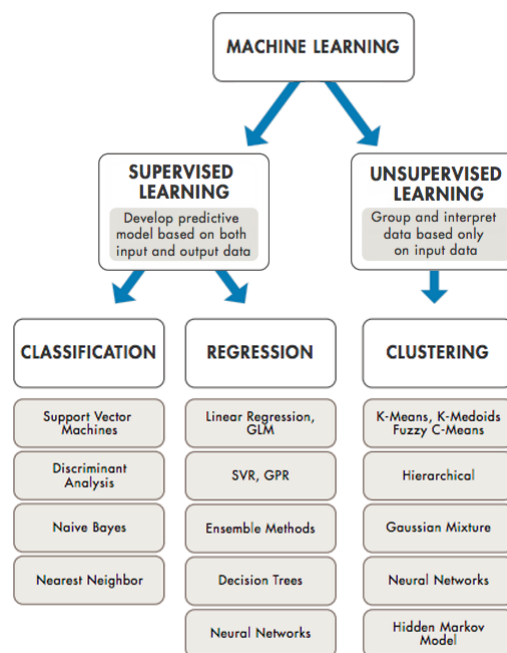 MACHINE LEARNING
SUPERVISED
LEARNING
Develop predictive
model based on both
input and output data
UNSUPERVISED
LEARNING
Group and interpret
data based only
on input data
CLASSIFICATION
Support Vector
Machines
Discriminant
Analysis
Naive Bayes
Nearest Neighbor
REGRESSION
Linear Regression,
GLM
SVR, GPR
Ensemble Methods
Decision Trees
Neural Networks
CLUSTERING
K-Means, K-Medoids
Fuzzy C-Means
Hierarchical
Gaussian Mixture
Neural Networks
Hidden Markov
Model